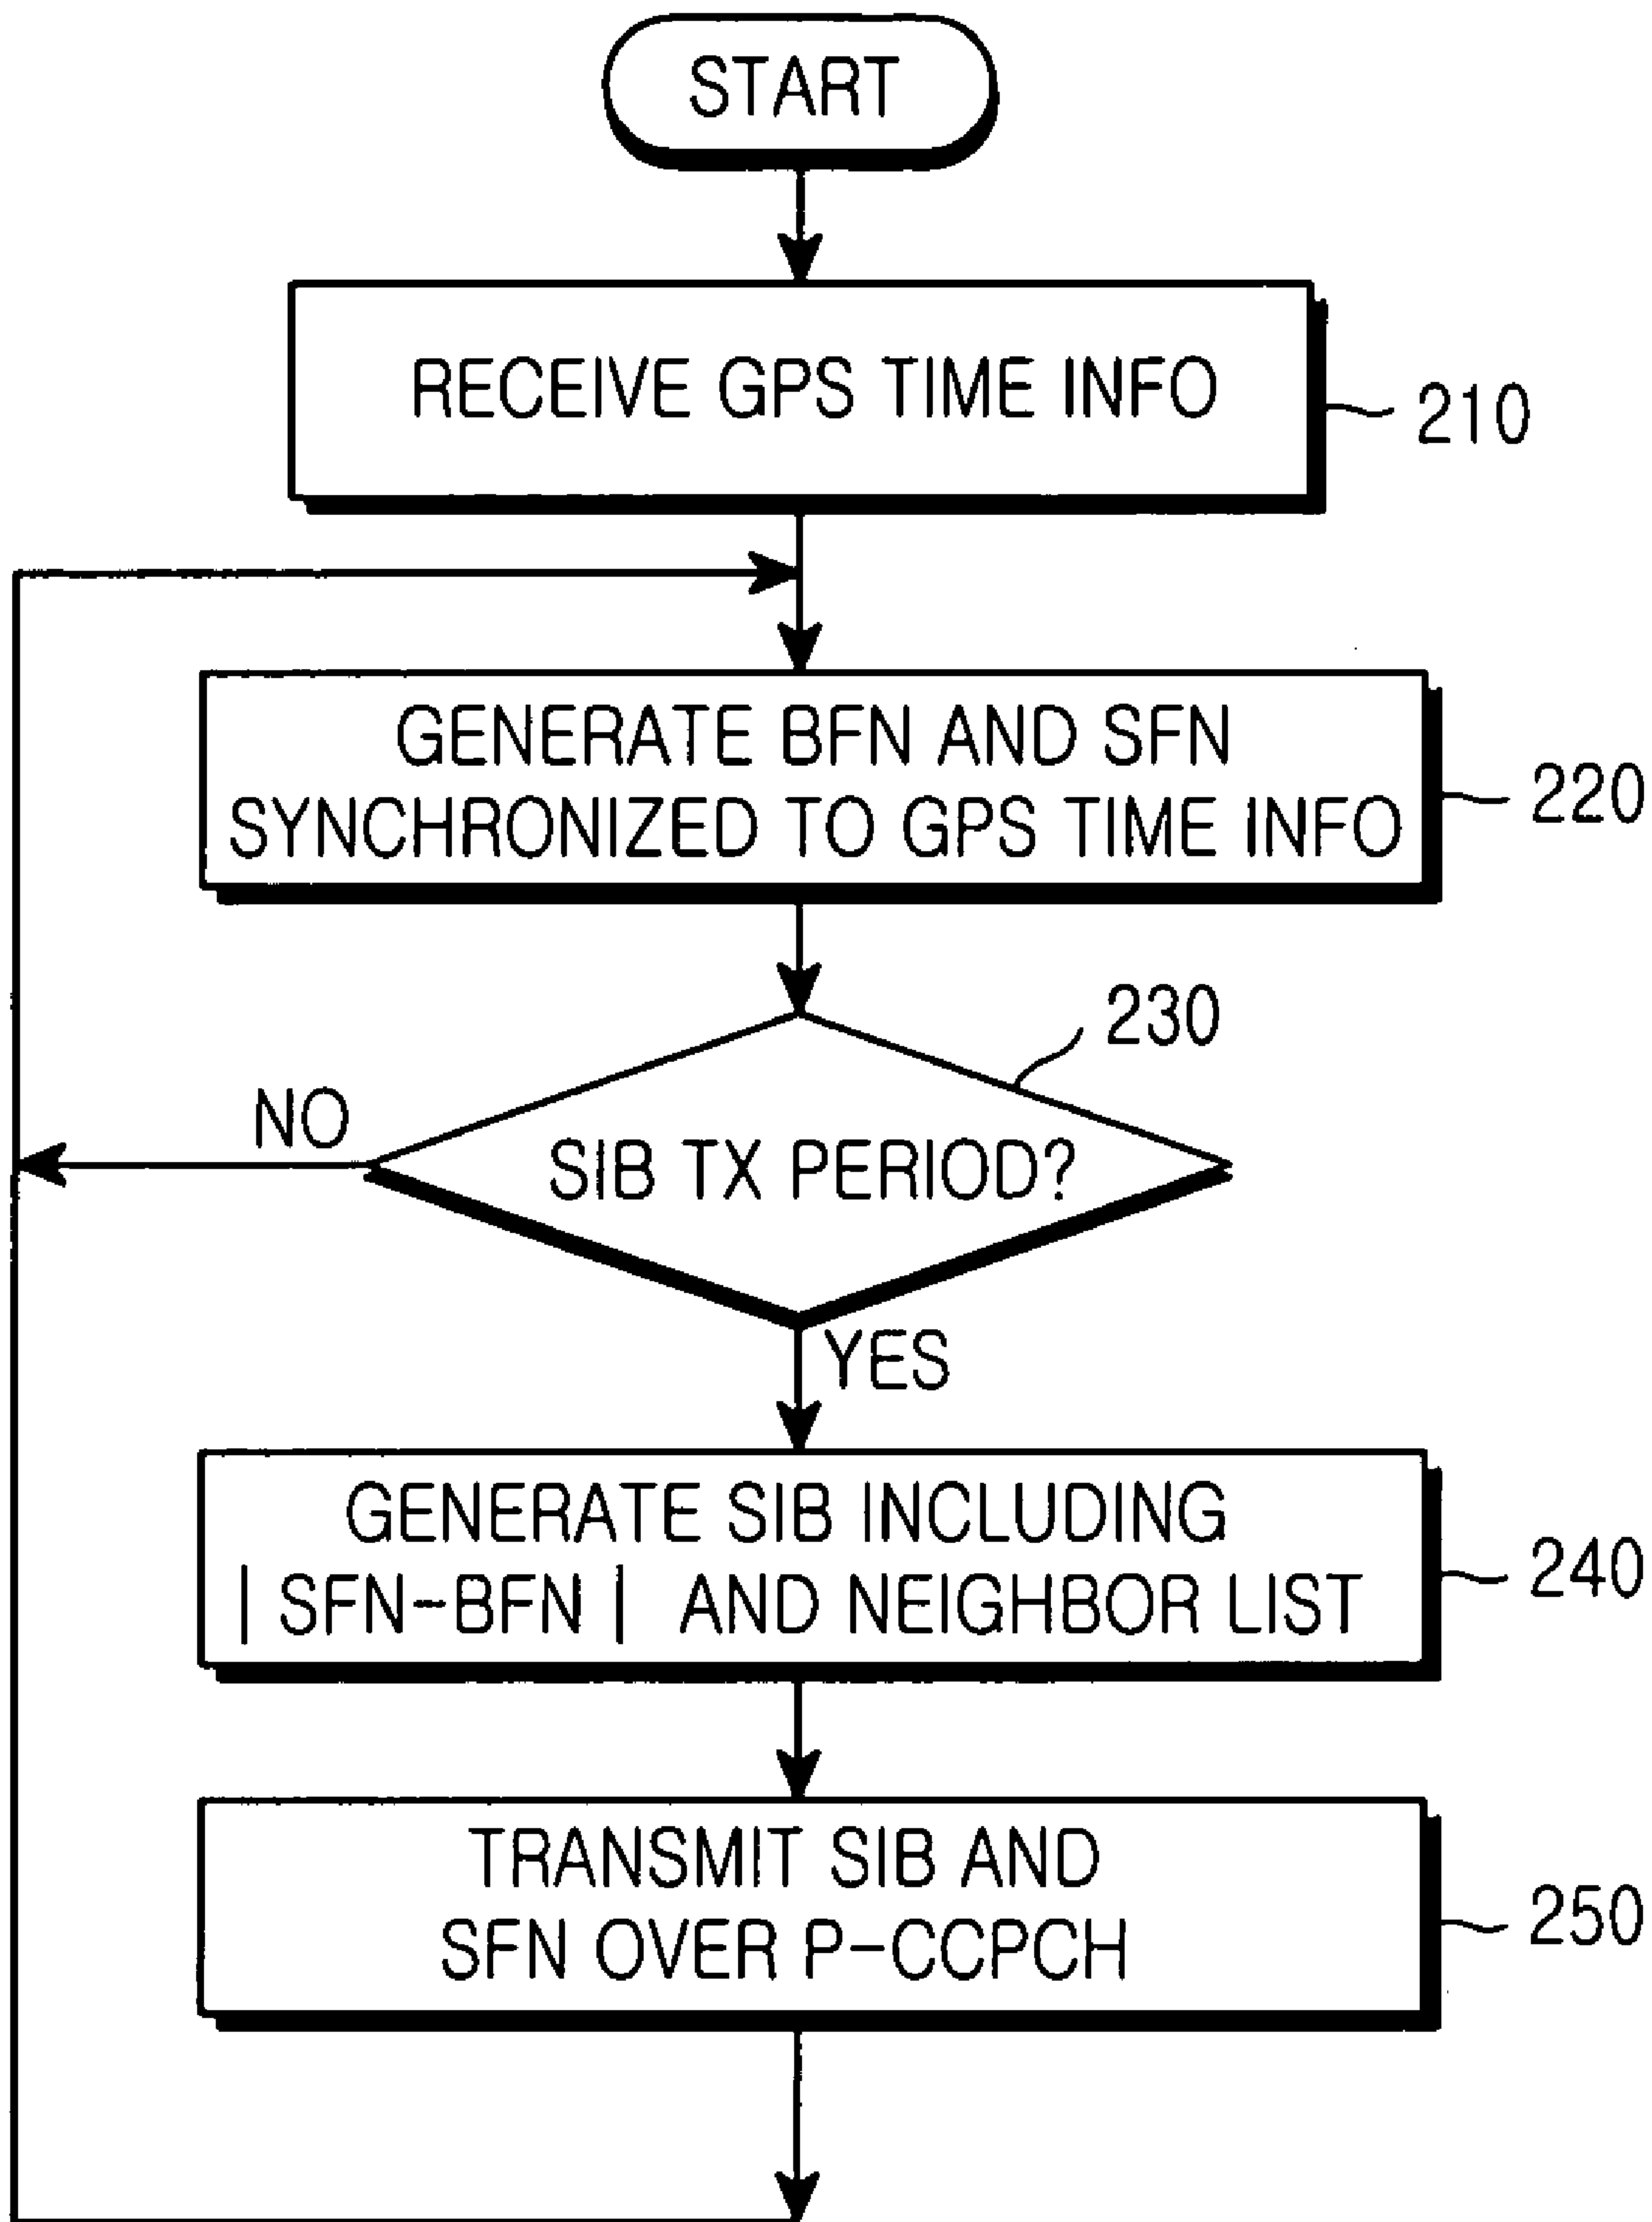 START
RECEIVE GPS TIME INFO
210
GENERATE BFN AND SFN
SYNCHRONIZED TO GPS TIME INFO
220
230
NO
SIB TX PERIOD?
YES
GENERATE SIB INCLUDING
| SFN-BFN | AND NEIGHBOR LIST
240
TRANSMIT SIB AND
SFN OVER P-CCPCH
250